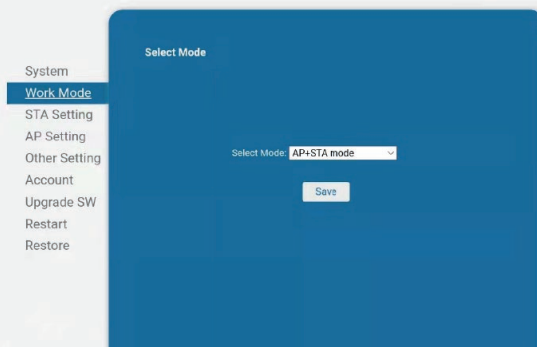 Select Mode
System
Work Mode
STA Setting
AP Setting
Other Setting
Account
Upgrade SW
Restart
Restore
Select Mode: AP+STA mode
Save